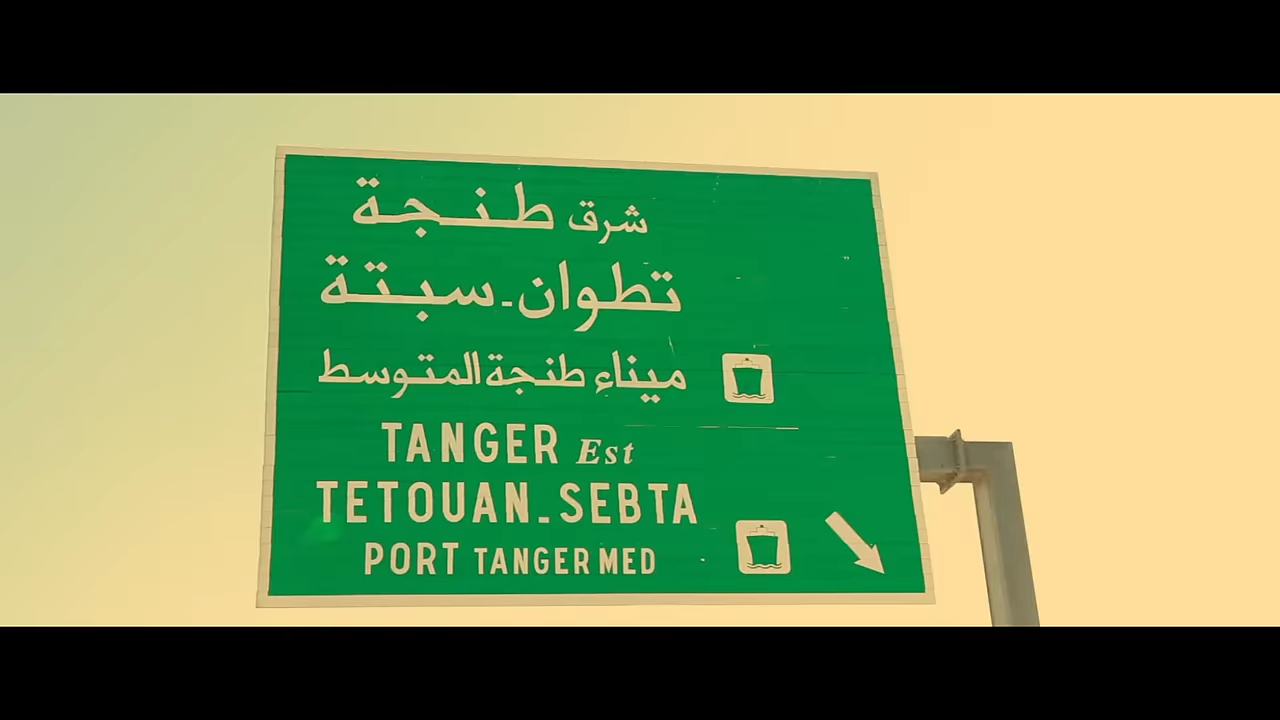 شرق طنجة
تطوان-سبتة
ميناء طنجة المتوسط
TANGER Est
TETOUAN-SEBTA
PORT TANGER MED